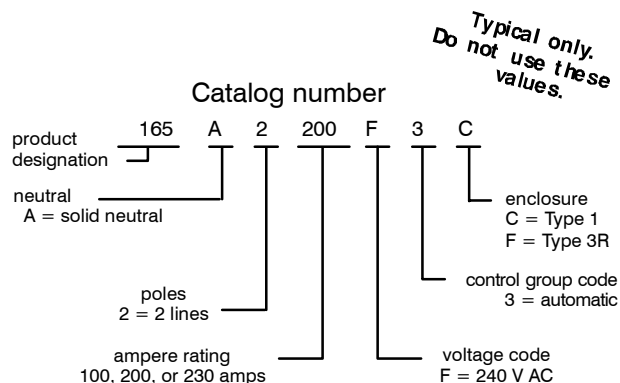 Typical only.
Do not use these
values.
Catalog number
165 A 2 200 F 3 C
product
designation
neutral
A = solid neutral
enclosure
C = Type 1
F = Type 3R
control group code
3 = automatic
poles
2 = 2 lines
ampere rating
100, 200, or 230 amps
voltage code
F = 240 V AC